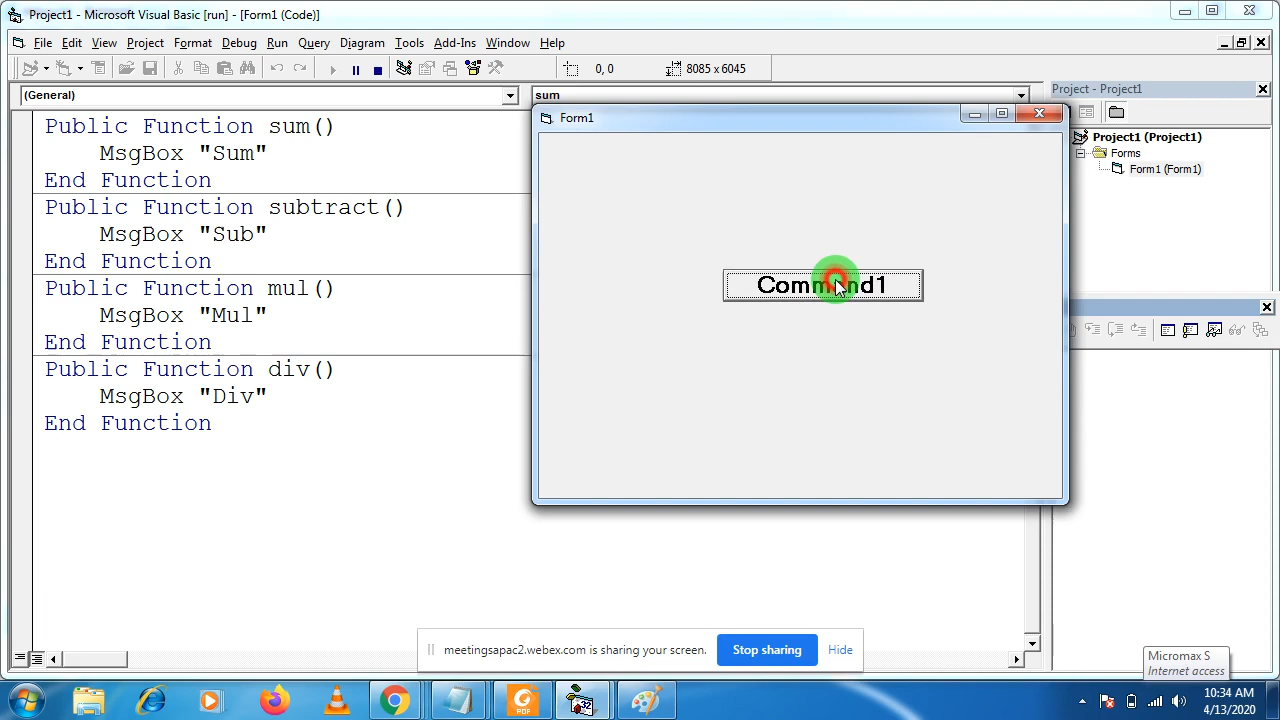 Project1 - Microsoft Visual Basic [run] - [Form1 (Code)]
File Edit View Project Format Debug Run Query Diagram Tools Add-Ins Window Help
0, 0 8085 x 6045
(General) sum
Project - Project1
Public Function sum()
MsgBox "Sum"
End Function
Public Function subtract()
MsgBox "Sub"
End Function
Public Function mul()
MsgBox "Mul"
End Function
Public Function div()
MsgBox "Div"
End Function
Form1
Command1
Project1 (Project1)
Forms
Form1 (Form1)
meetingsapac2.webex.com is sharing your screen. Stop sharing Hide
Micromax S
Internet access
PDF
32
10:34 AM
4/13/2020